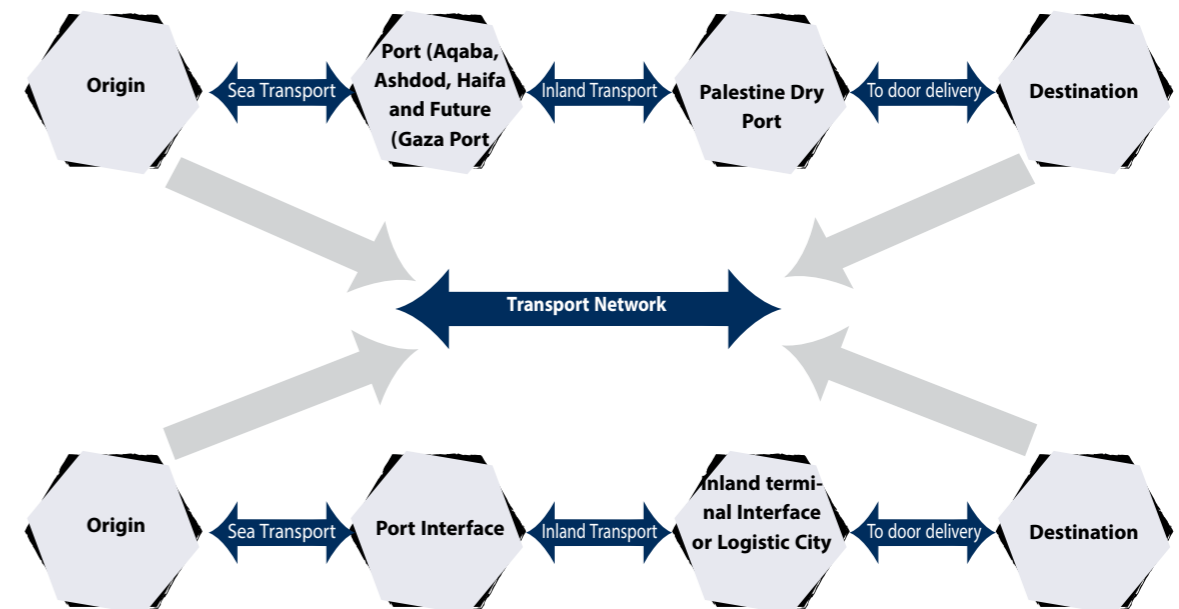 Origin
Sea Transport
Port (Aqaba,
Ashdod, Haifa
and Future
(Gaza Port
Inland Transport
Palestine Dry
Port
To door delivery
Destination
Transport Network
Origin
Sea Transport
Port Interface
Inland Transport
Inland termi-
nal Interface
or Logistic City
To door delivery
Destination